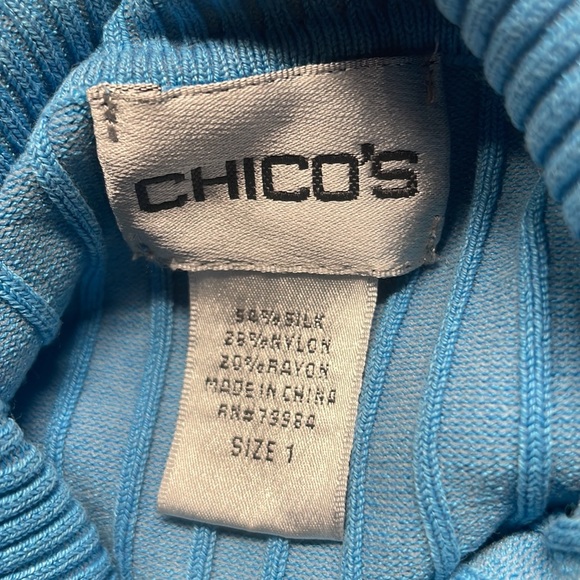 CHICO'S
54% SILK
26% NYLON
20% RAYON
MADE IN CHINA
RN# 79984
SIZE 1